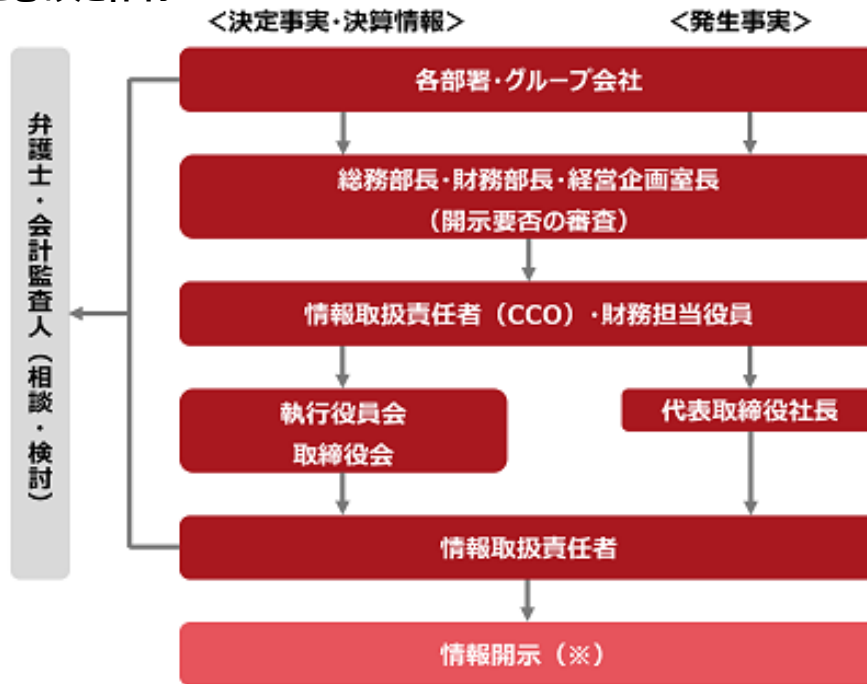 ＜決定事実・決算情報＞
＜発生事実＞
各部署・グループ会社
総務部長・財務部長・経営企画室長
（開示要否の審査）
情報取扱責任者（CCO）・財務担当役員
執行役員会
取締役会
代表取締役社長
情報取扱責任者
情報開示（※）
弁護士・会計監査人（相談・検討）